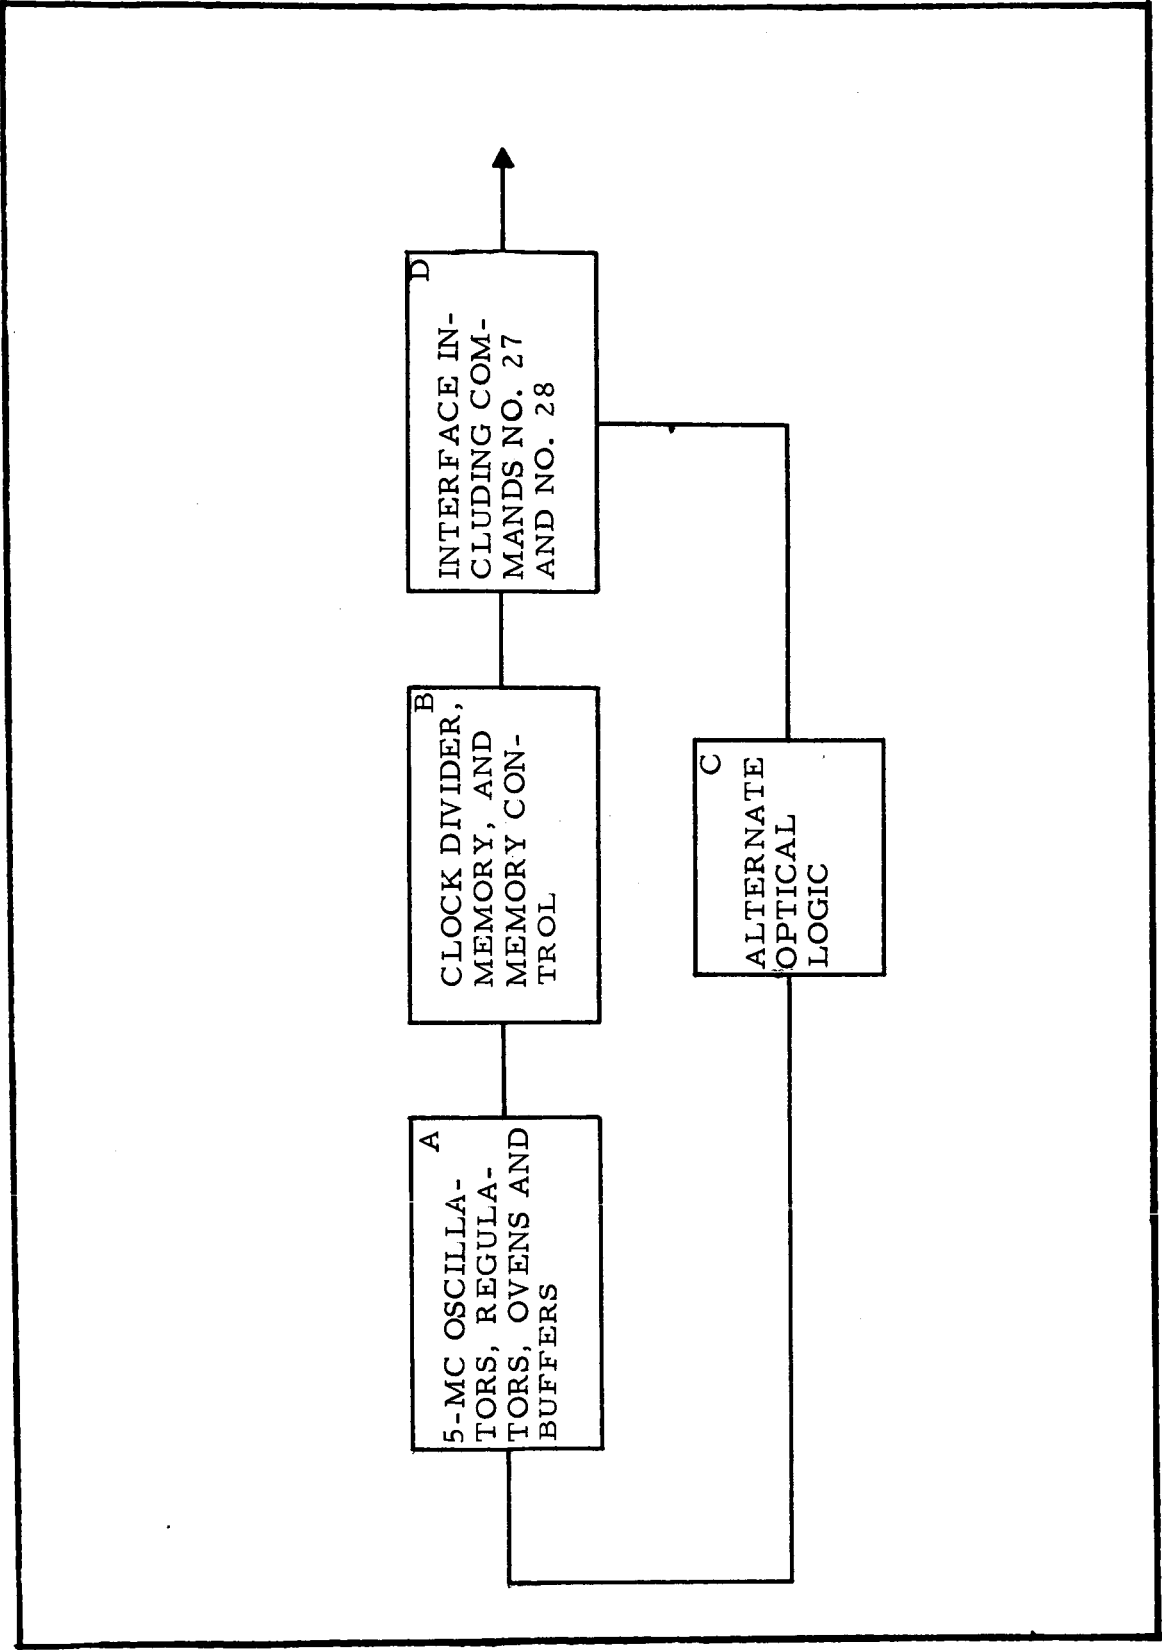 A
5-MC OSCILLA-
TORS, REGULA-
TORS, OVENS AND
BUFFERS
B
CLOCK DIVIDER,
MEMORY, AND
MEMORY CON-
TROL
D
INTERFACE IN-
CLUDING COM-
MANDS NO. 27
AND NO. 28
C
ALTERNATE
OPTICAL
LOGIC